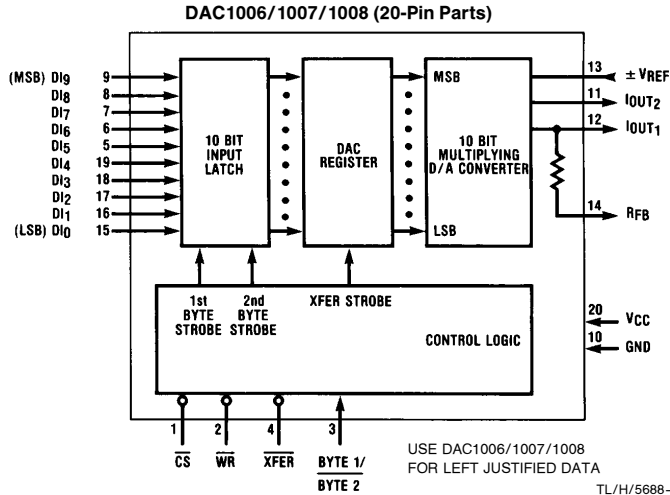 DAC1006/1007/1008 (20-Pin Parts)
(MSB) DI9 9
DI8 8
DI7 7
DI6 6
DI5 5
DI4 19
DI3 18
DI2 17
DI1 16
(LSB) DI0 15
10 BIT
INPUT
LATCH
DAC
REGISTER
MSB
10 BIT
MULTIPLYING
D/A CONVERTER
LSB
13 ± VREF
11 IOUT2
12 IOUT1
14 RFB
1st
BYTE
STROBE
2nd
BYTE
STROBE
XFER STROBE
CONTROL LOGIC
20 VCC
10 GND
1 2 4 3
CS WR XFER BYTE 1/
BYTE 2
USE DAC1006/1007/1008
FOR LEFT JUSTIFIED DATA
TL/H/5688-